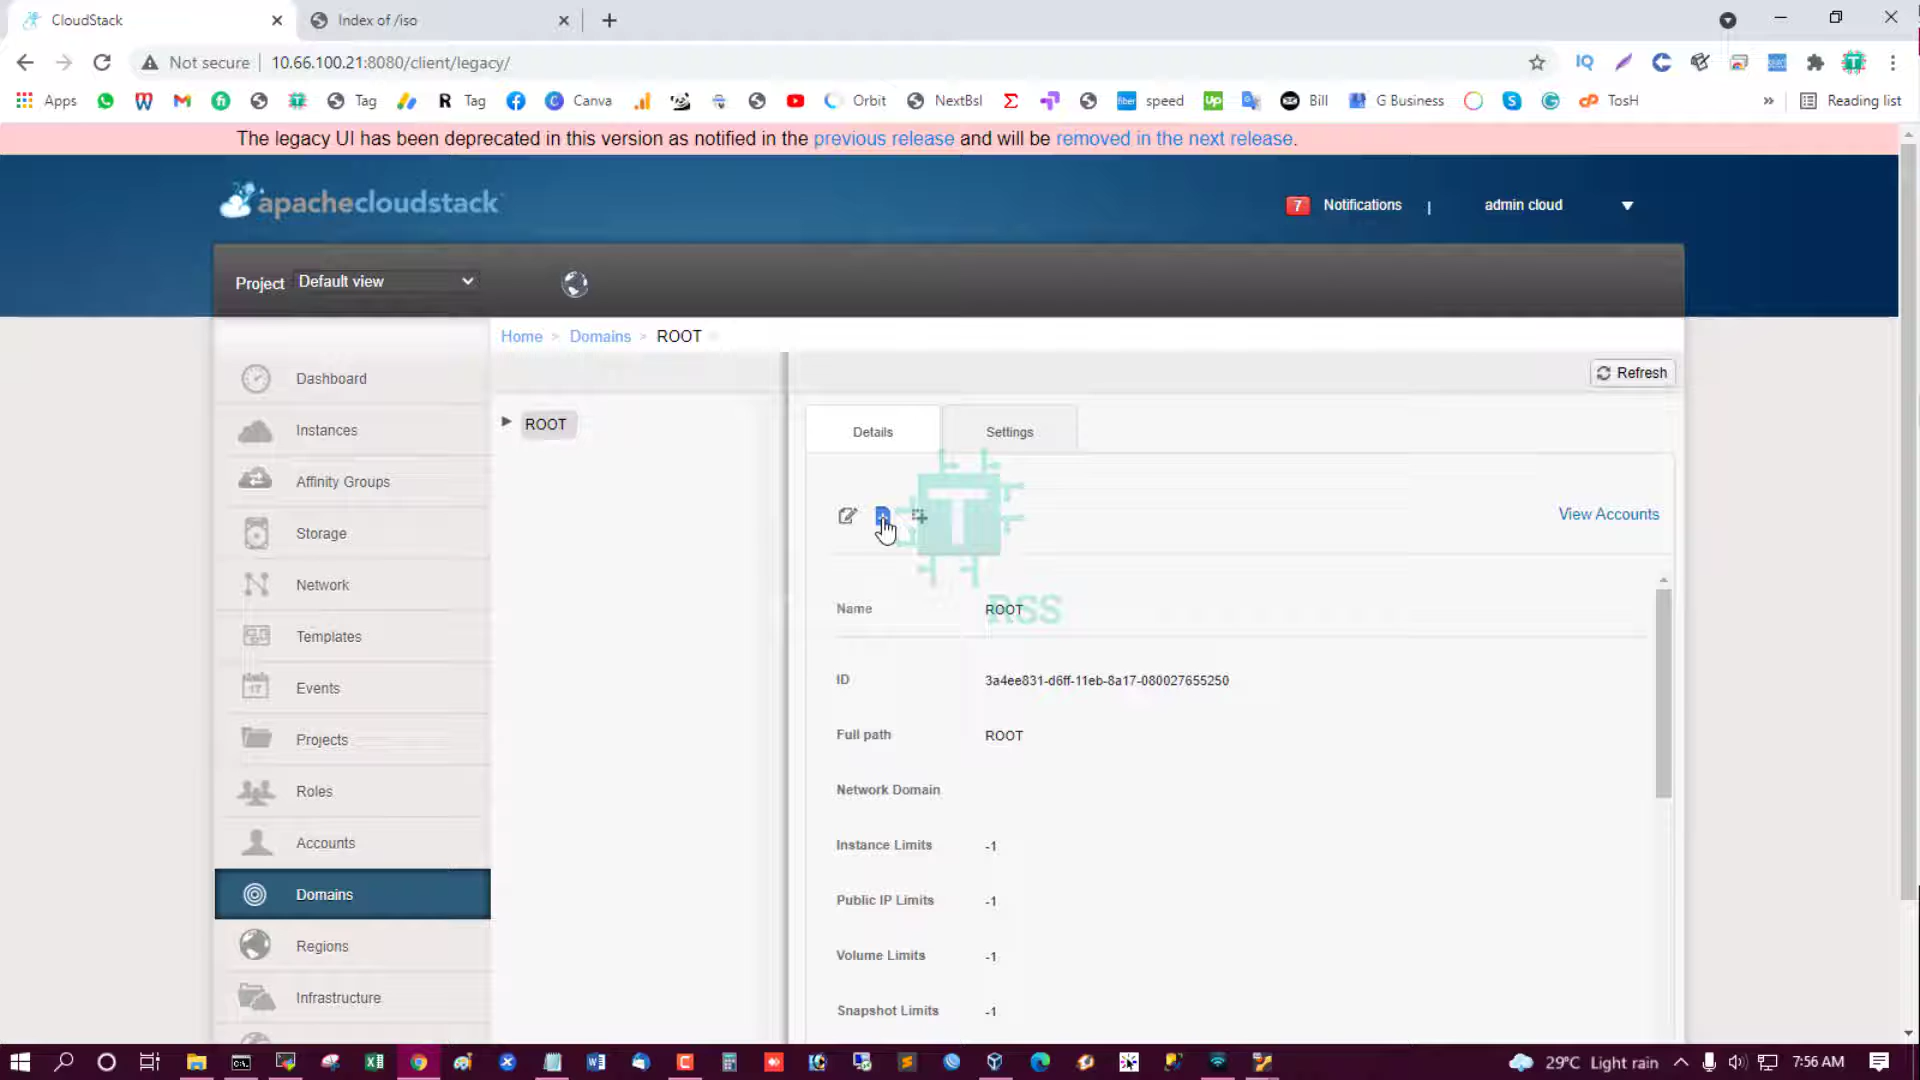 CloudStack
Index of /iso
Not secure
10.66.100.21:8080/client/legacy/
Apps
Tag
R
Tag
Canva
Orbit
NextBsl
speed
Bill
G Business
TosH
Reading list
The legacy UI has been deprecated in this version as notified in the previous release and will be removed in the next release.
apachecloudstack
7
Notifications
admin cloud
Project
Default view
Home > Domains > ROOT
Refresh
Dashboard
Instances
Affinity Groups
Storage
Network
Templates
Events
Projects
Roles
Accounts
Domains
Regions
Infrastructure
ROOT
Details
Settings
View Accounts
T
RSS
Name
ROOT
ID
3a4ee831-d6ff-11eb-8a17-080027655250
Full path
ROOT
Network Domain
Instance Limits
-1
Public IP Limits
-1
Volume Limits
-1
Snapshot Limits
-1
29°C Light rain
7:56 AM